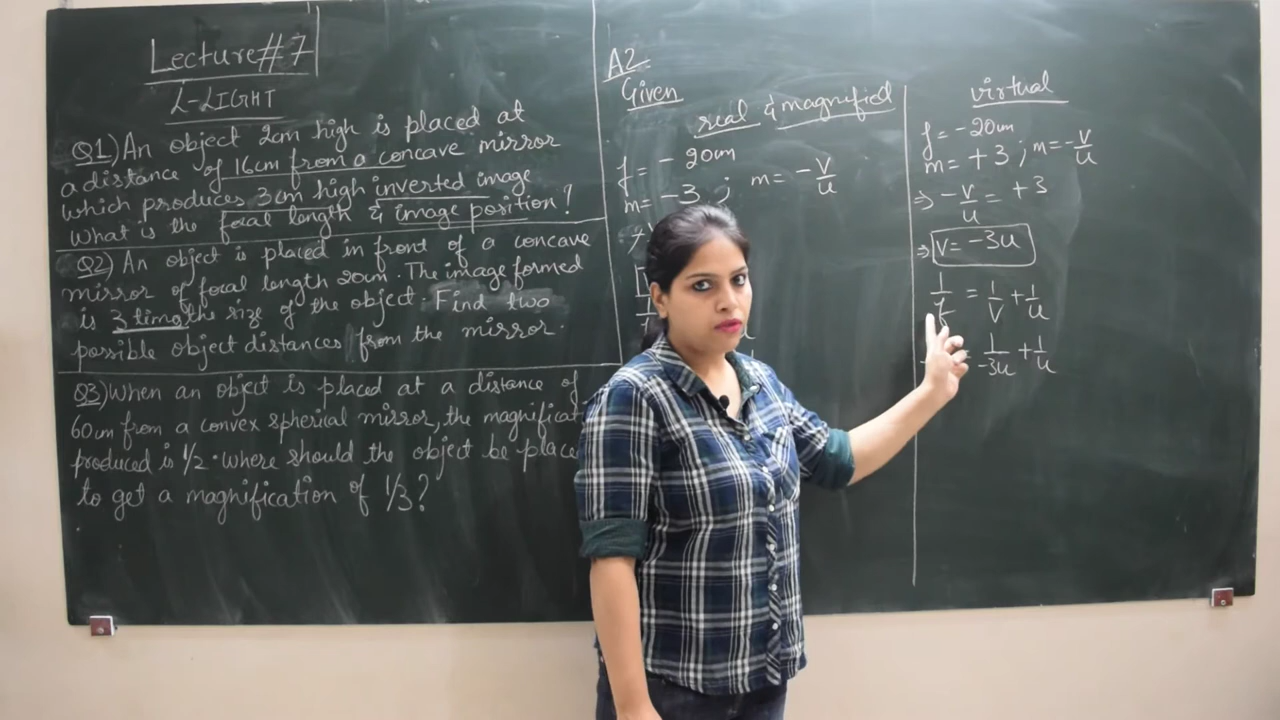 Lecture #7
L-LIGHT
Q1) An object 2cm high is placed at
a distance of 16cm from a concave mirror
which produces 3cm high inverted image
What is the focal length & image position?
Q2) An object is placed in front of a concave
mirror of focal length 20cm. The image formed
is 3 times the size of the object. Find two
possible object distances from the mirror.
Q3) When an object is placed at a distance of
60cm from a convex spherical mirror, the magnificat
produced is 1/2. Where should the object be place
to get a magnification of 1/3?
A2
Given
real & magnified
f = - 20cm
m = -3 ; m = -v/u
virtual
f = -20cm
m = +3 ; m = -v/u
⇒ -v/u = +3
⇒ v = -3u
1/f = 1/v + 1/u
1/-3u + 1/u